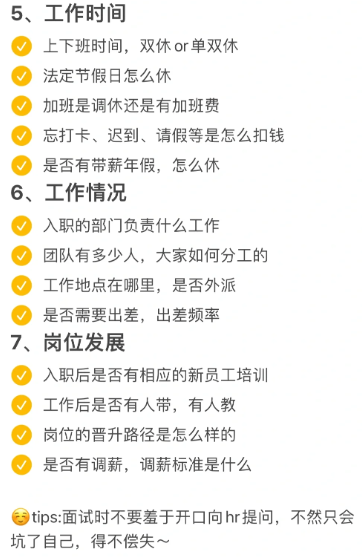 5、工作时间
上下班时间，双休or单双休
法定节假日怎么休
加班是调休还是有加班费
忘打卡、迟到、请假等是怎么扣钱
是否有带薪年假，怎么休
6、工作情况
入职的部门负责什么工作
团队有多少人，大家如何分工的
工作地点在哪里，是否外派
是否需要出差，出差频率
7、岗位发展
入职后是否有相应的新员工培训
工作后是否有人带，有人教
岗位的晋升路径是怎么样的
是否有调薪，调薪标准是什么
☺️tips:面试时不要羞于开口向hr提问，不然只会
坑了自己，得不偿失～